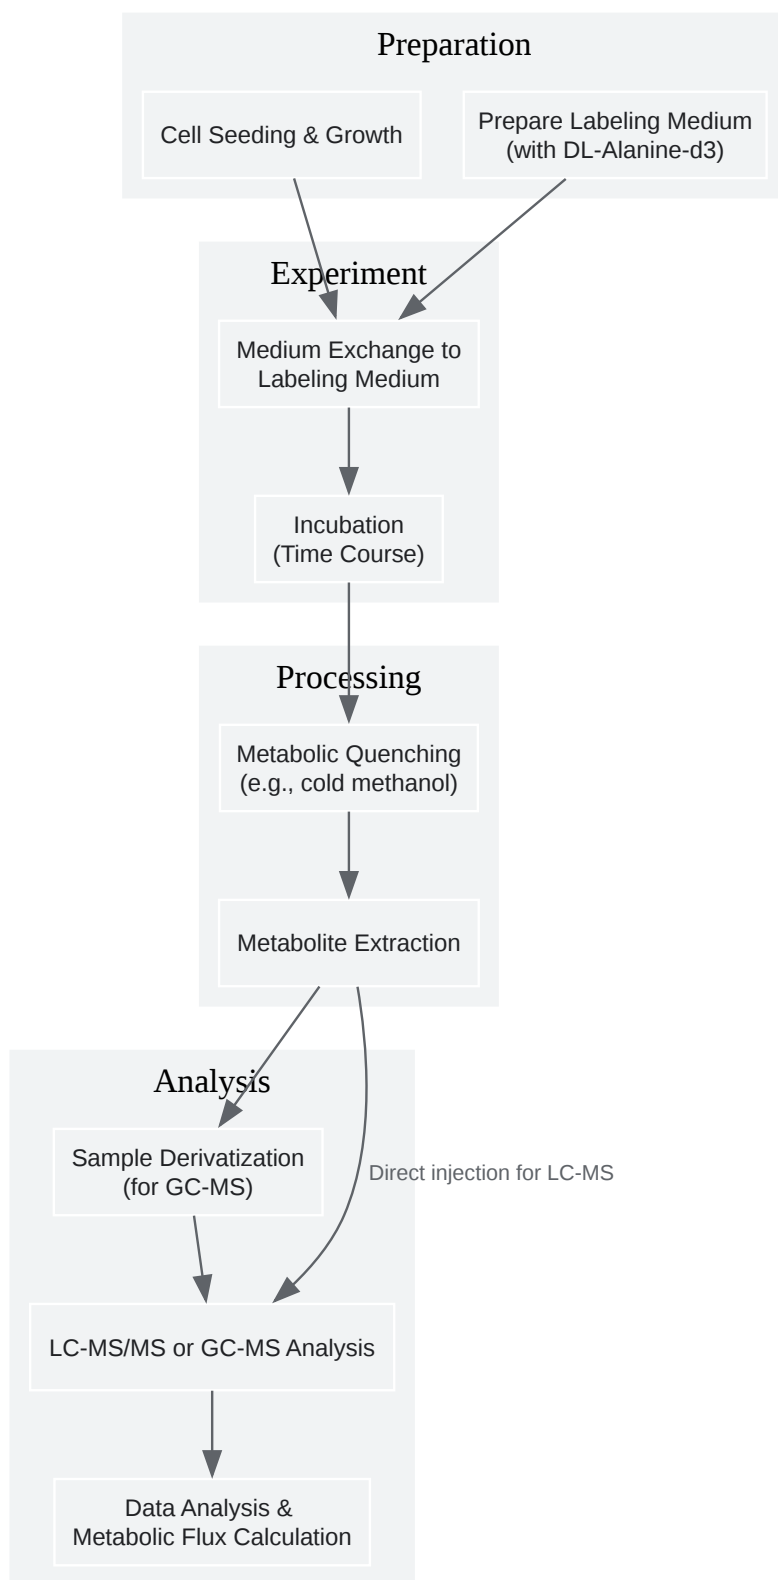 Preparation
Cell Seeding & Growth
Prepare Labeling Medium
(with DL-Alanine-d3)
Experiment
Medium Exchange to
Labeling Medium
Incubation
(Time Course)
Processing
Metabolic Quenching
(e.g., cold methanol)
Metabolite Extraction
Analysis
Sample Derivatization
(for GC-MS)
Direct injection for LC-MS
LC-MS/MS or GC-MS Analysis
Data Analysis &
Metabolic Flux Calculation